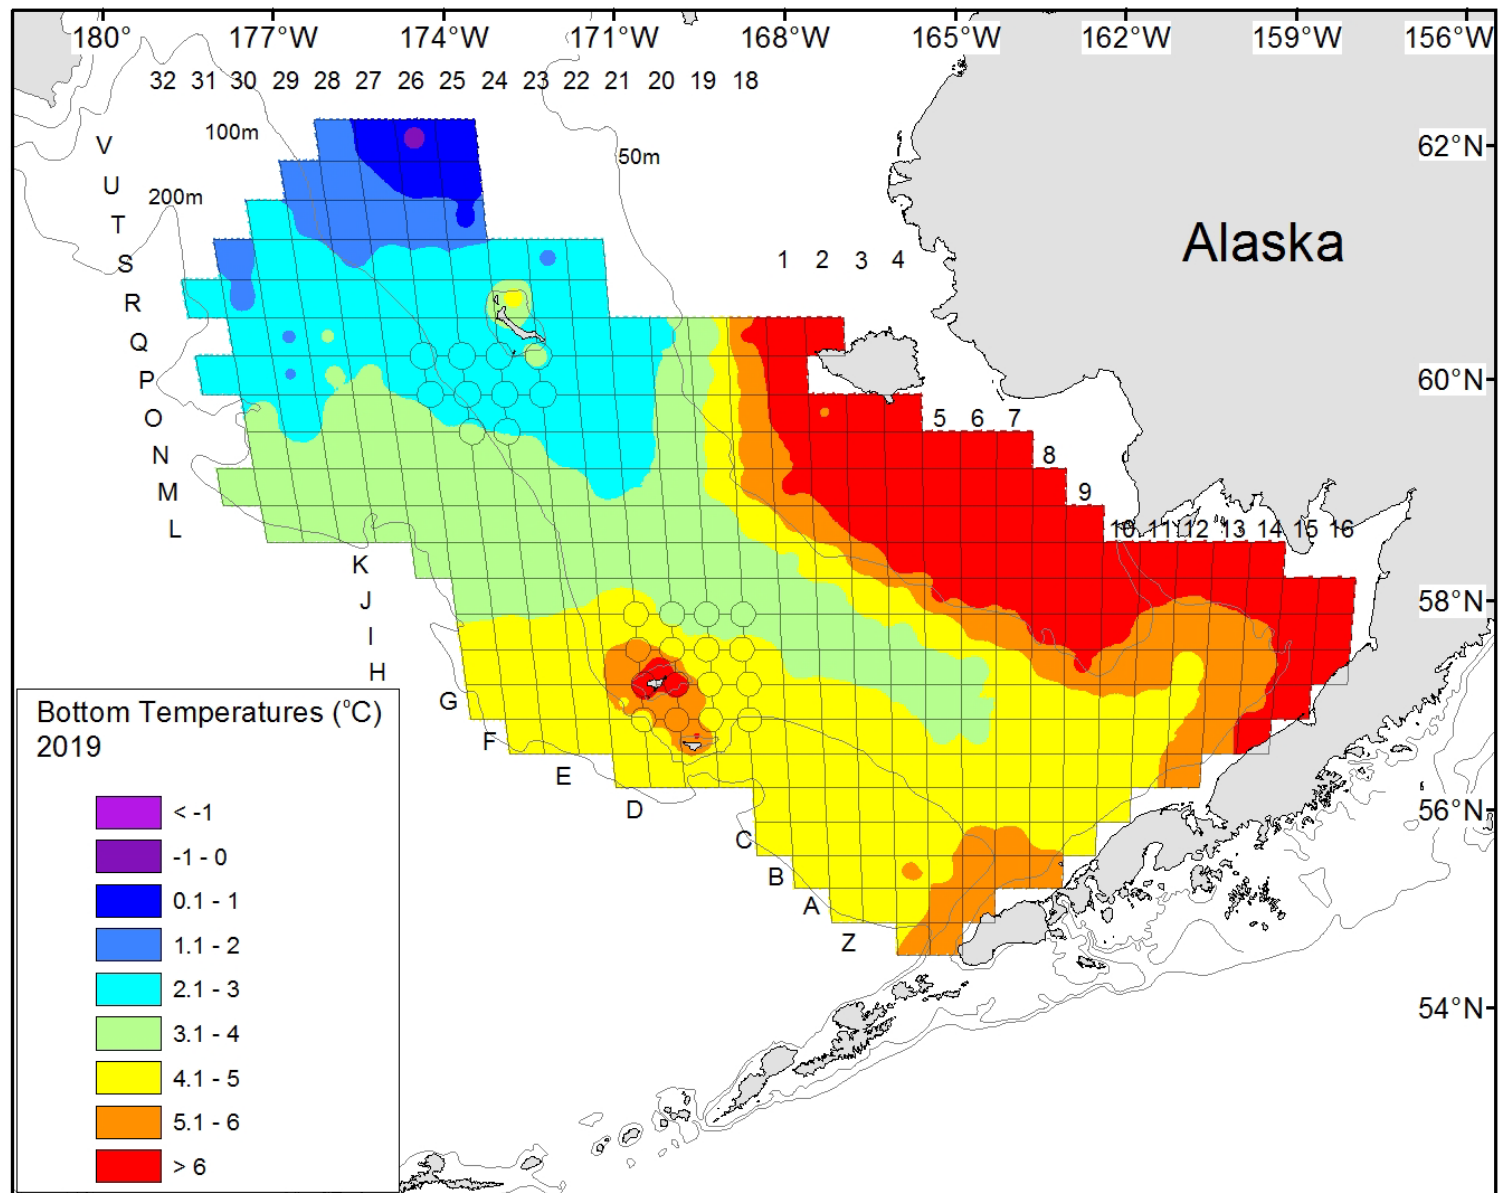 180° 177°W 174°W 171°W 168°W 165°W 162°W 159°W 156°W
32 31 30 29 28 27 26 25 24 23 22 21 20 19 18
100m
V
62°N
50m
U
200m
T
Alaska
S
1 2 3 4
R
Q
P
60°N
O
5 6 7
N
8
M
9
L
10 11 12 13 14 15 16
K
J
58°N
I
H
G
F
E
D
56°N
C
B
A
Z
54°N
Bottom Temperatures (°C)
2019
< -1
-1 - 0
0.1 - 1
1.1 - 2
2.1 - 3
3.1 - 4
4.1 - 5
5.1 - 6
> 6